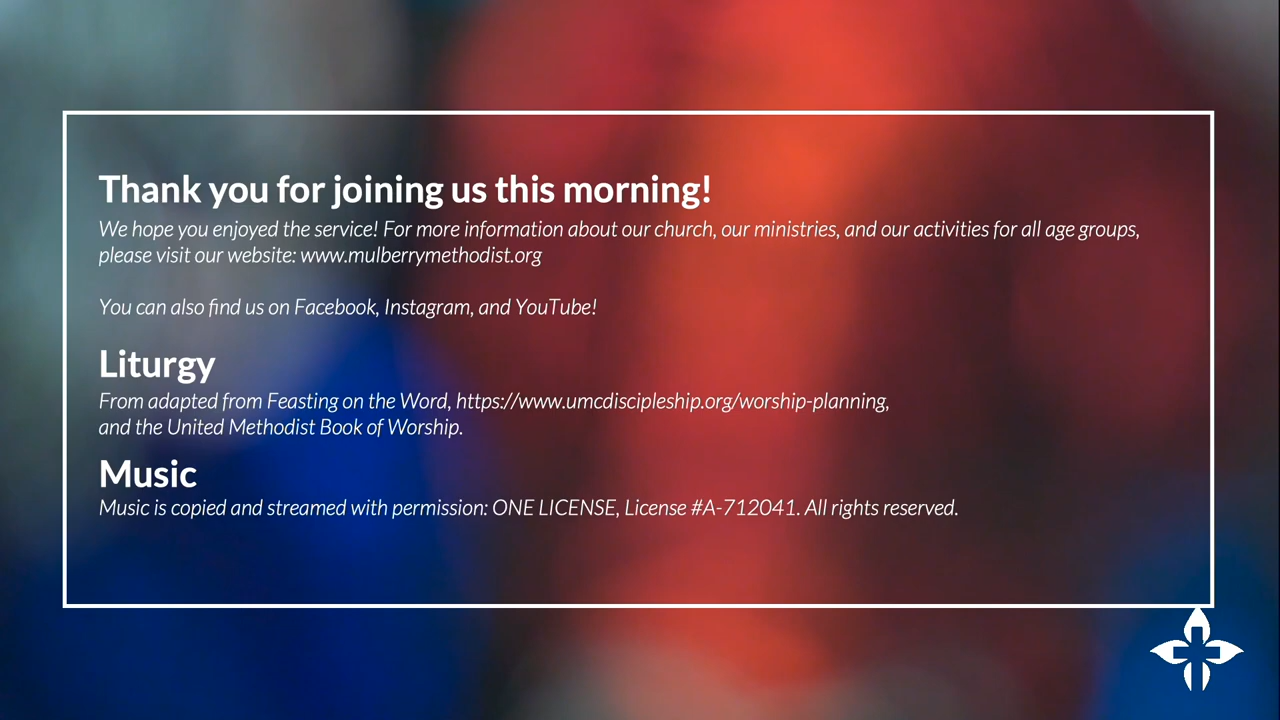 Thank you for joining us this morning!
We hope you enjoyed the service! For more information about our church, our ministries, and our activities for all age groups,
please visit our website: www.mulberrymethodist.org
You can also find us on Facebook, Instagram, and YouTube!
Liturgy
From adapted from Feasting on the Word, https://www.umcdiscipleship.org/worship-planning,
and the United Methodist Book of Worship.
Music
Music is copied and streamed with permission: ONE LICENSE, License #A-712041. All rights reserved.